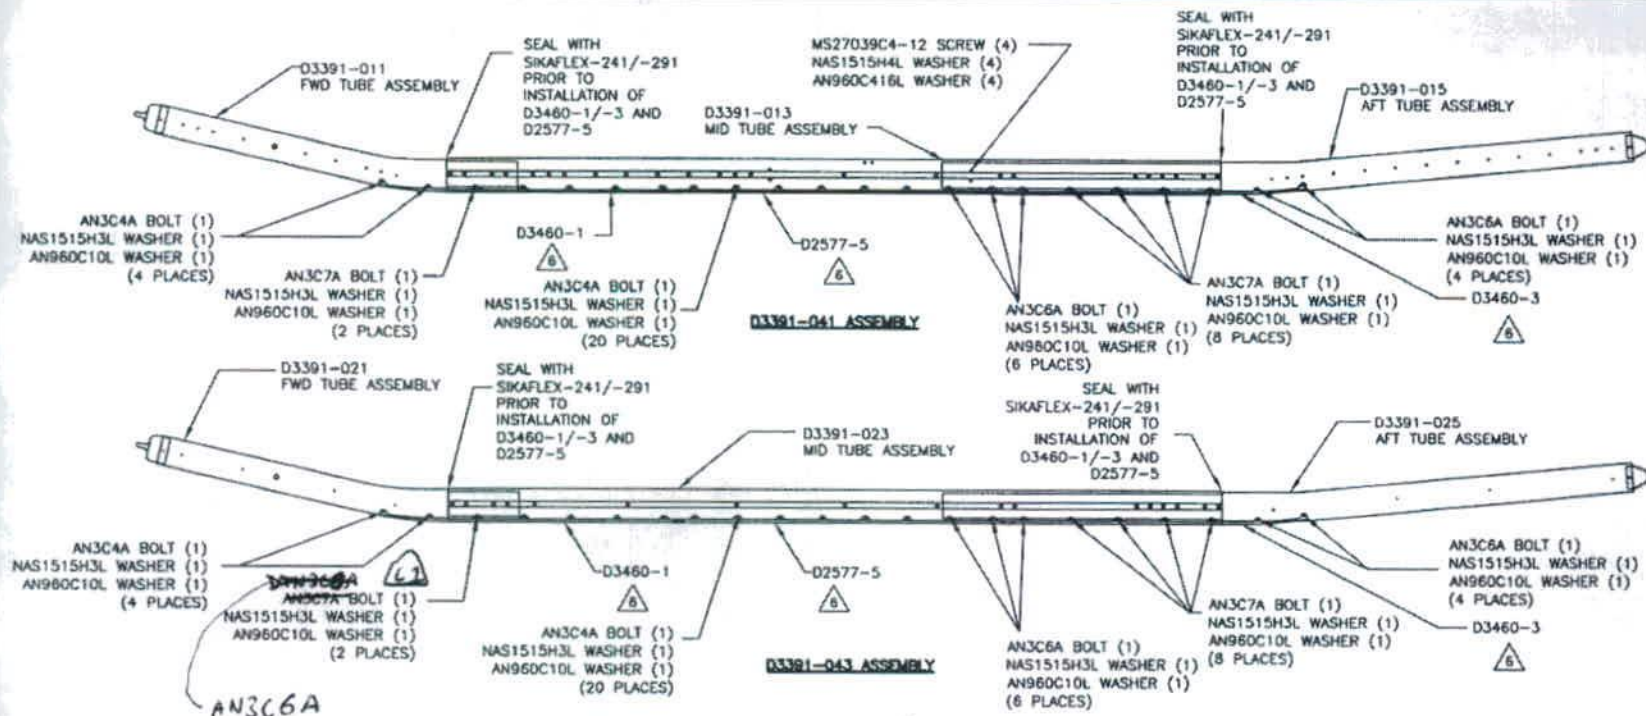 SEAL WITH
SIKAFLEX-241/-291
PRIOR TO
INSTALLATION OF
D3460-1/-3 AND
D2577-5
MS27039C4-12 SCREW (4)
NAS1515H4L WASHER (4)
AN960C416L WASHER (4)
SEAL WITH
SIKAFLEX-241/-291
PRIOR TO
INSTALLATION OF
D3460-1/-3 AND
D2577-5
D3391-011
FWD TUBE ASSEMBLY
D3391-013
MID TUBE ASSEMBLY
D3391-015
AFT TUBE ASSEMBLY
AN3C4A BOLT (1)
NAS1515H3L WASHER (1)
AN960C10L WASHER (1)
(4 PLACES)
AN3C7A BOLT (1)
NAS1515H3L WASHER (1)
AN960C10L WASHER (1)
(2 PLACES)
D3460-1
6
AN3C4A BOLT (1)
NAS1515H3L WASHER (1)
AN960C10L WASHER (1)
(20 PLACES)
D2577-5
6
D3391-041 ASSEMBLY
AN3C6A BOLT (1)
NAS1515H3L WASHER (1)
AN960C10L WASHER (1)
(6 PLACES)
AN3C7A BOLT (1)
NAS1515H3L WASHER (1)
AN960C10L WASHER (1)
(8 PLACES)
AN3C6A BOLT (1)
NAS1515H3L WASHER (1)
AN960C10L WASHER (1)
(4 PLACES)
D3460-3
6
D3391-021
FWD TUBE ASSEMBLY
SEAL WITH
SIKAFLEX-241/-291
PRIOR TO
INSTALLATION OF
D3460-1/-3 AND
D2577-5
D3391-023
MID TUBE ASSEMBLY
SEAL WITH
SIKAFLEX-241/-291
PRIOR TO
INSTALLATION OF
D3460-1/-3 AND
D2577-5
D3391-025
AFT TUBE ASSEMBLY
AN3C4A BOLT (1)
NAS1515H3L WASHER (1)
AN960C10L WASHER (1)
(4 PLACES)
AN3C7A BOLT (1)
NAS1515H3L WASHER (1)
AN960C10L WASHER (1)
(2 PLACES)
AN3C6A
D3460-1
6
AN3C4A BOLT (1)
NAS1515H3L WASHER (1)
AN960C10L WASHER (1)
(20 PLACES)
D2577-5
6
D3391-043 ASSEMBLY
AN3C6A BOLT (1)
NAS1515H3L WASHER (1)
AN960C10L WASHER (1)
(6 PLACES)
AN3C7A BOLT (1)
NAS1515H3L WASHER (1)
AN960C10L WASHER (1)
(8 PLACES)
AN3C6A BOLT (1)
NAS1515H3L WASHER (1)
AN960C10L WASHER (1)
(4 PLACES)
D3460-3
6